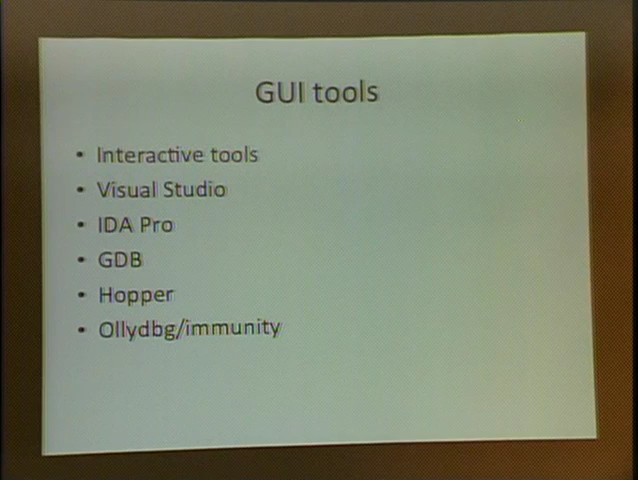 GUI tools
• Interactive tools
• Visual Studio
• IDA Pro
• GDB
• Hopper
• Ollydbg/immunity